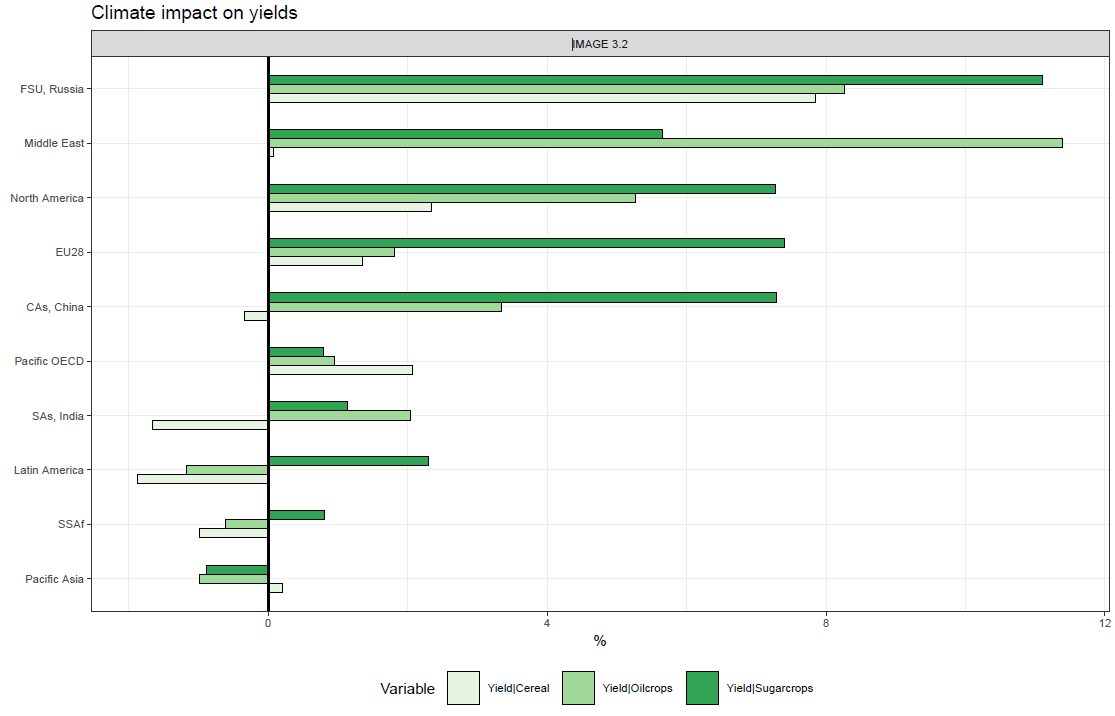 Climate impact on yields
IMAGE 3.2
FSU, Russia
Middle East
North America
EU28
CAs, China
Pacific OECD
SAs, India
Latin America
SSAf
Pacific Asia
0 4 8 12
%
Variable Yield|Cereal Yield|Oilcrops Yield|Sugarcrops